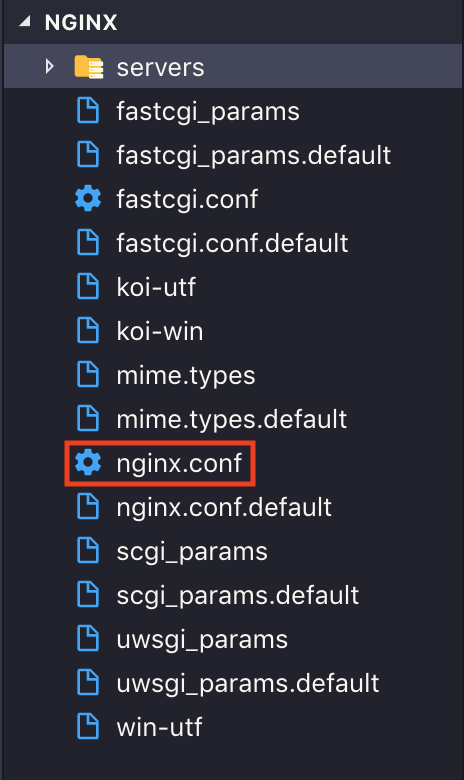 NGINX
servers
fastcgi_params
fastcgi_params.default
fastcgi.conf
fastcgi.conf.default
koi-utf
koi-win
mime.types
mime.types.default
nginx.conf
nginx.conf.default
scgi_params
scgi_params.default
uwsgi_params
uwsgi_params.default
win-utf